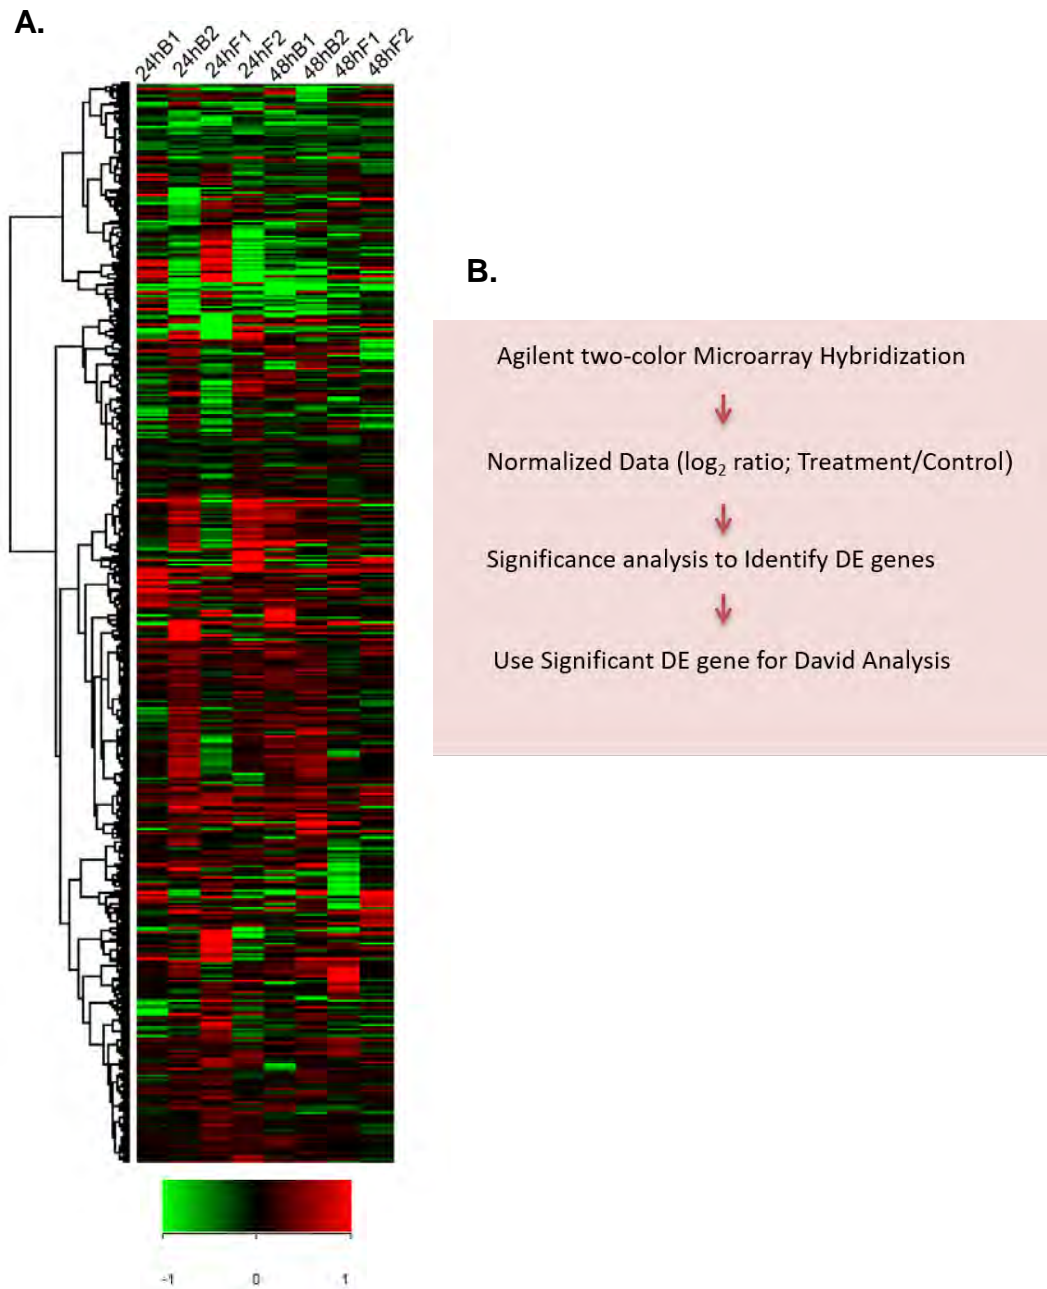 A.
24hB1 24hB2 24hF1 24hF2 48hB1 48hB2 48hF1 48hF2
B.
Agilent two-color Microarray Hybridization
Normalized Data (log₂ ratio; Treatment/Control)
Significance analysis to Identify DE genes
Use Significant DE gene for David Analysis
-1 0 1